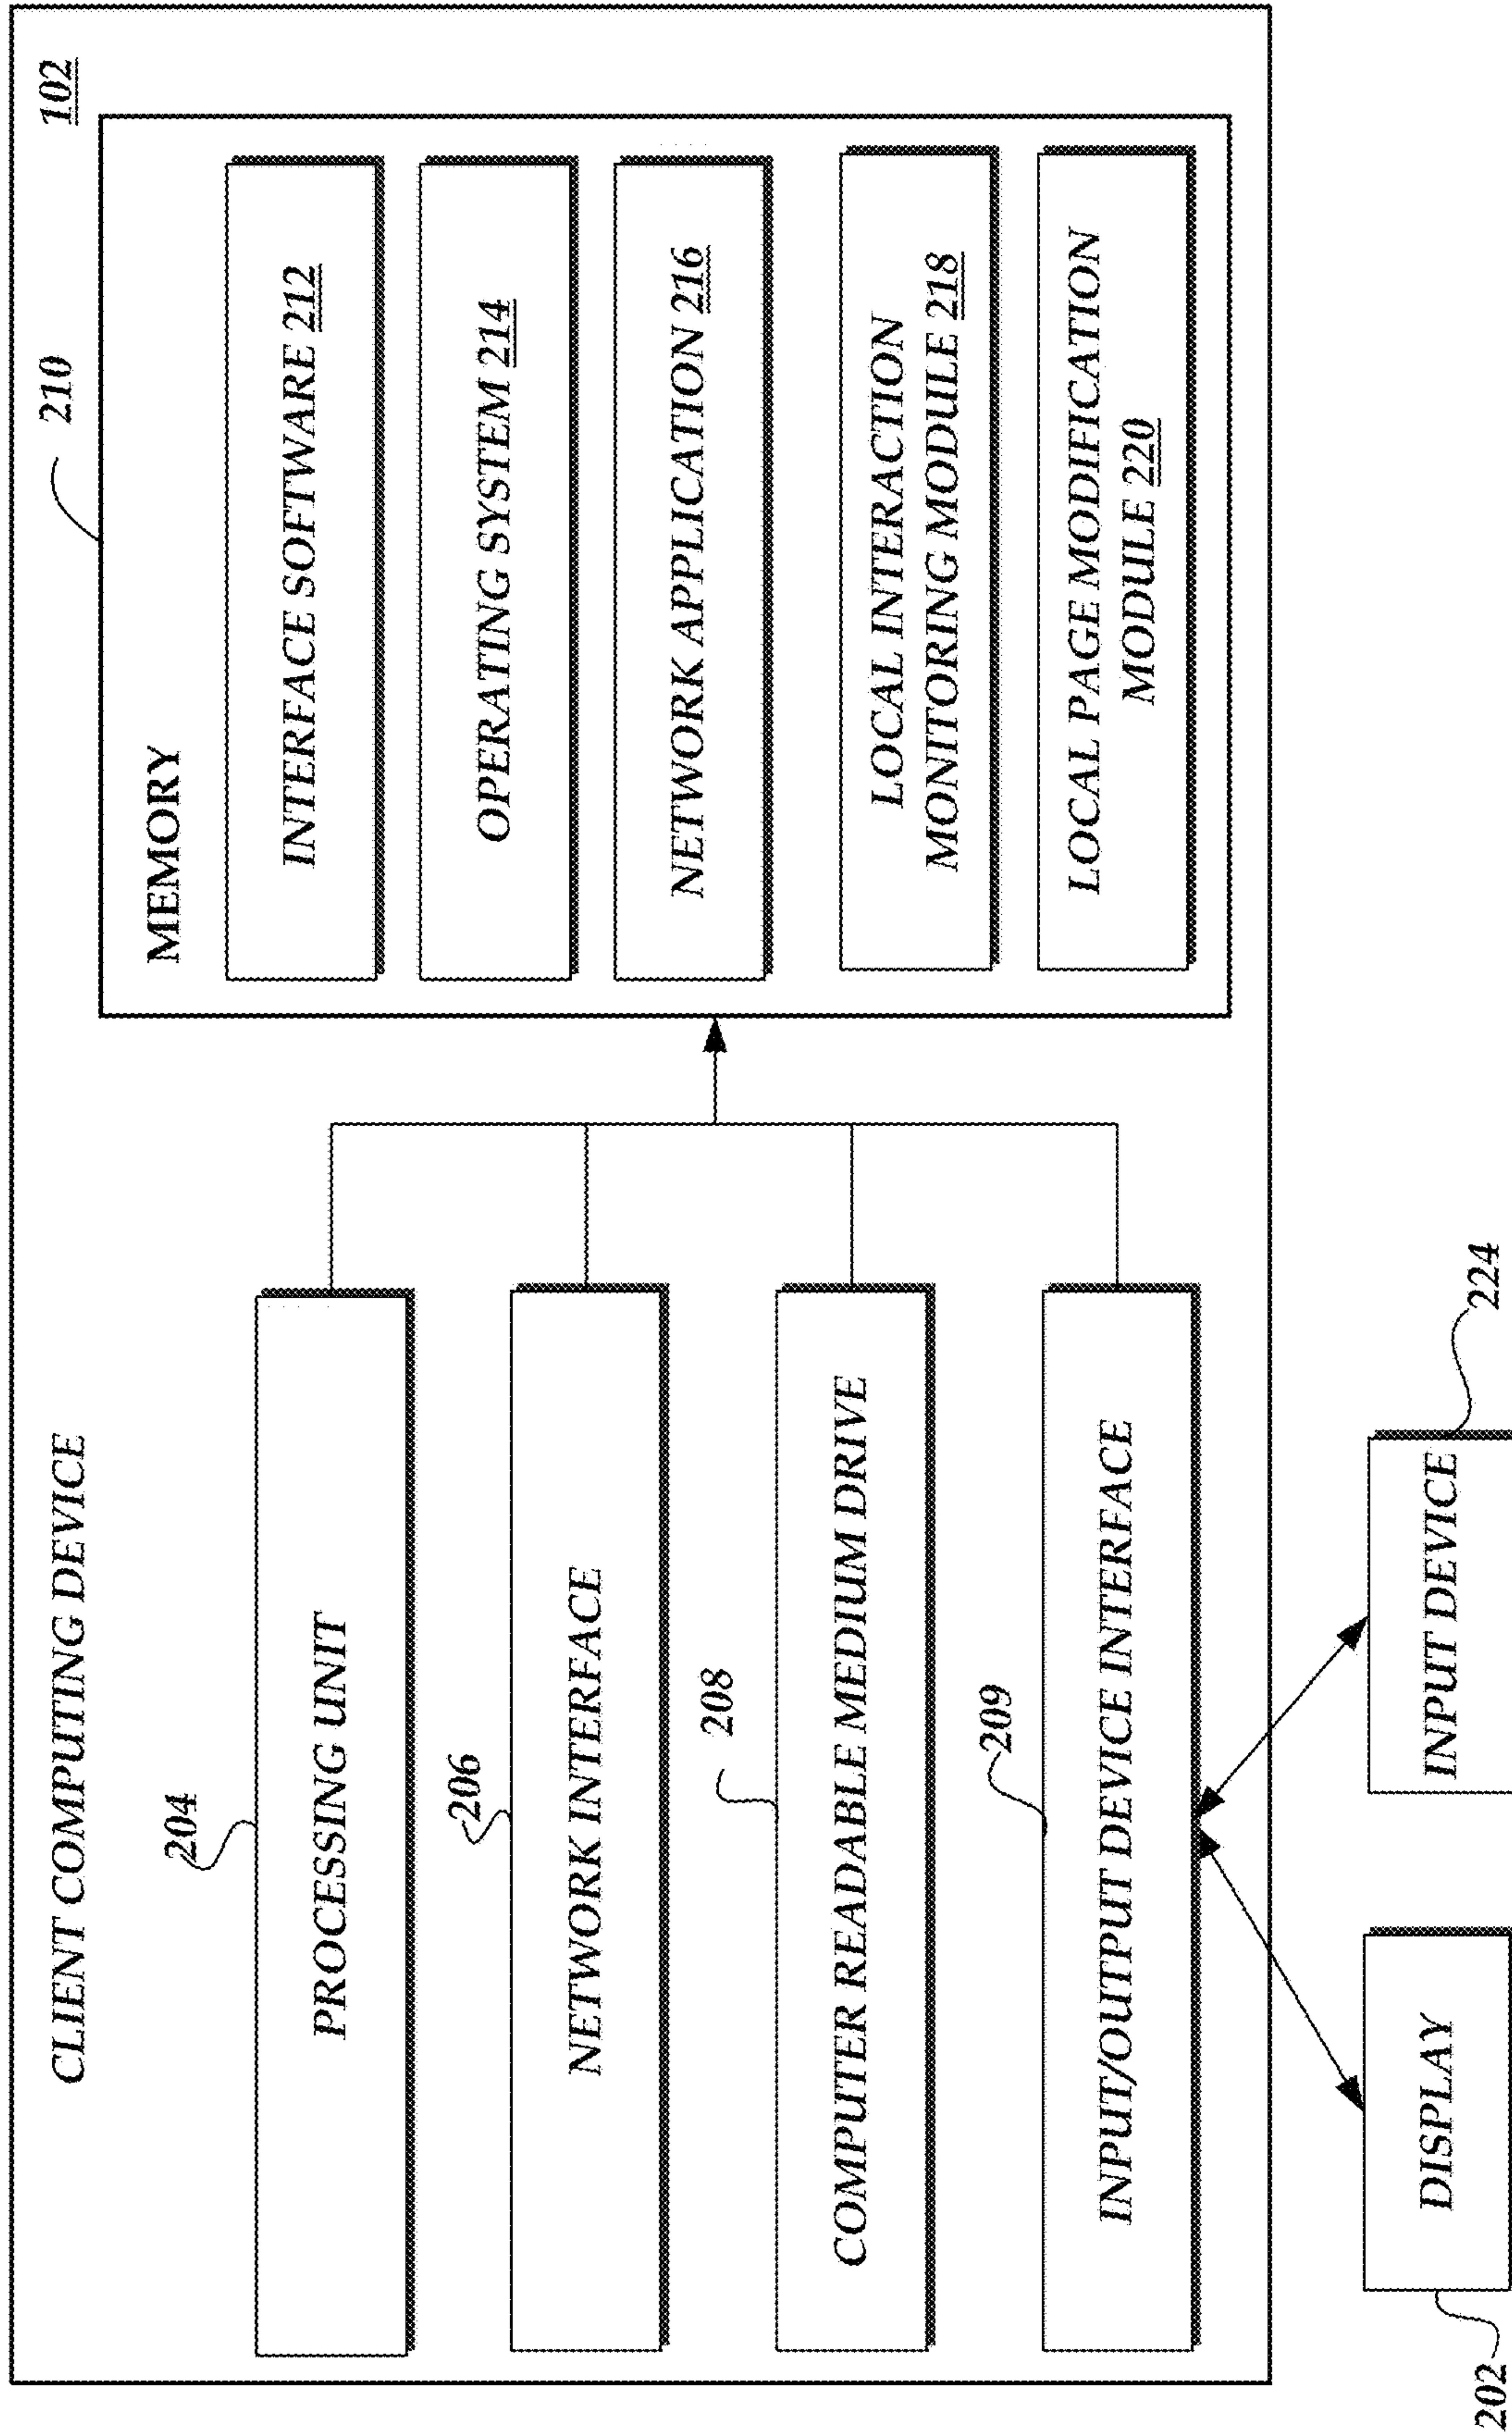 CLIENT COMPUTING DEVICE
102
210
MEMORY
204
PROCESSING UNIT
206
NETWORK INTERFACE
208
COMPUTER READABLE MEDIUM DRIVE
209
INPUT/OUTPUT DEVICE INTERFACE
INTERFACE SOFTWARE 212
OPERATING SYSTEM 214
NETWORK APPLICATION 216
LOCAL INTERACTION
MONITORING MODULE 218
LOCAL PAGE MODIFICATION
MODULE 220
202
DISPLAY
INPUT DEVICE
224